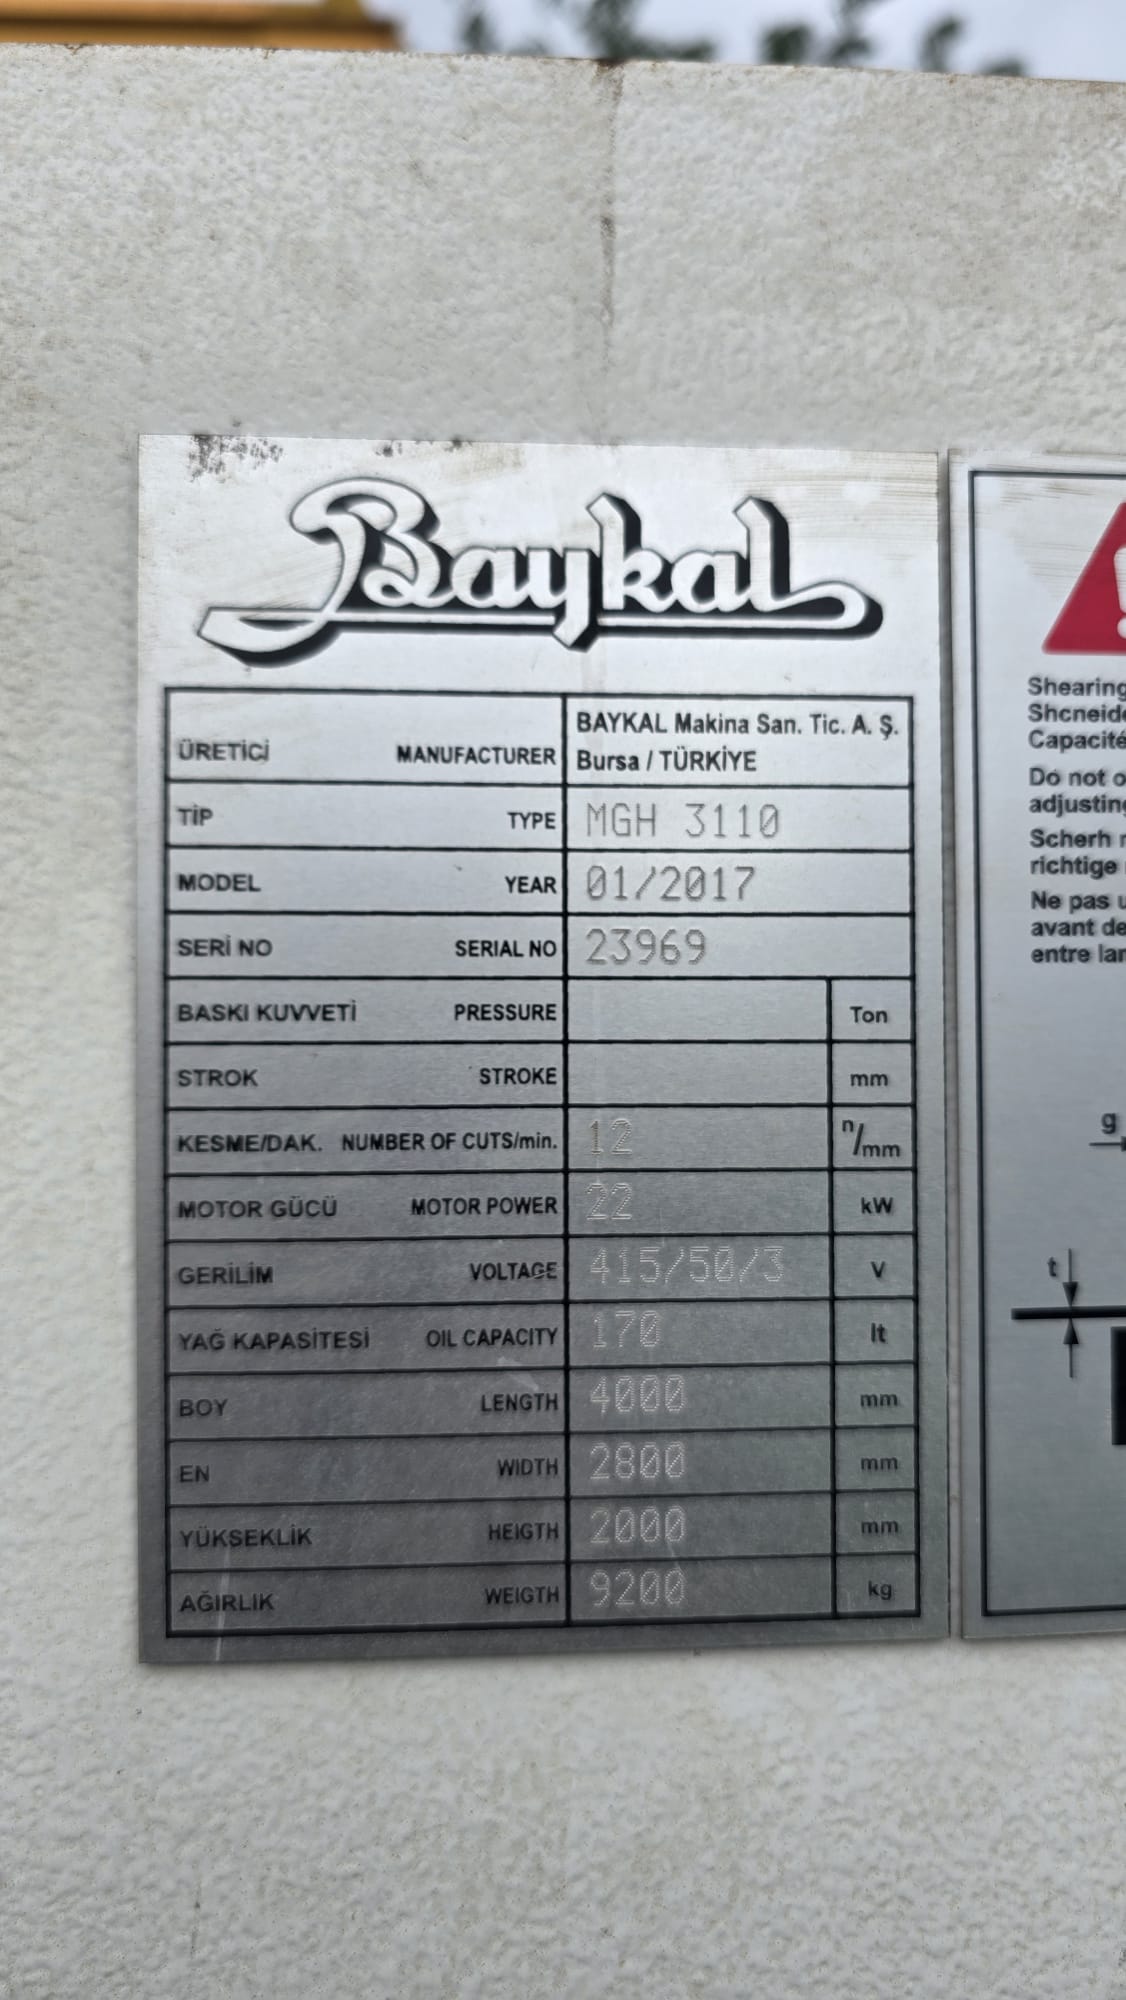 Baykal
ÜRETİCİ MANUFACTURER BAYKAL Makina San. Tic. A. Ş.
Bursa / TÜRKİYE
TİP TYPE MGH 3110
MODEL YEAR 01/2017
SERİ NO SERIAL NO 23969
BASKI KUVVETİ PRESSURE Ton
STROK STROKE mm
KESME/DAK. NUMBER OF CUTS/min. 12 n/mm
MOTOR GÜCÜ MOTOR POWER 22 kW
GERİLİM VOLTAGE 415/50/3 V
YAĞ KAPASİTESİ OIL CAPACITY 170 lt
BOY LENGTH 4000 mm
EN WIDTH 2800 mm
YÜKSEKLİK HEIGTH 2000 mm
AĞIRLIK WEIGTH 9200 kg
Shearing
Shcneide
Capacité
Do not o
adjusting
Scherh
richtige
Ne pas u
avant de
entre lan
g
t